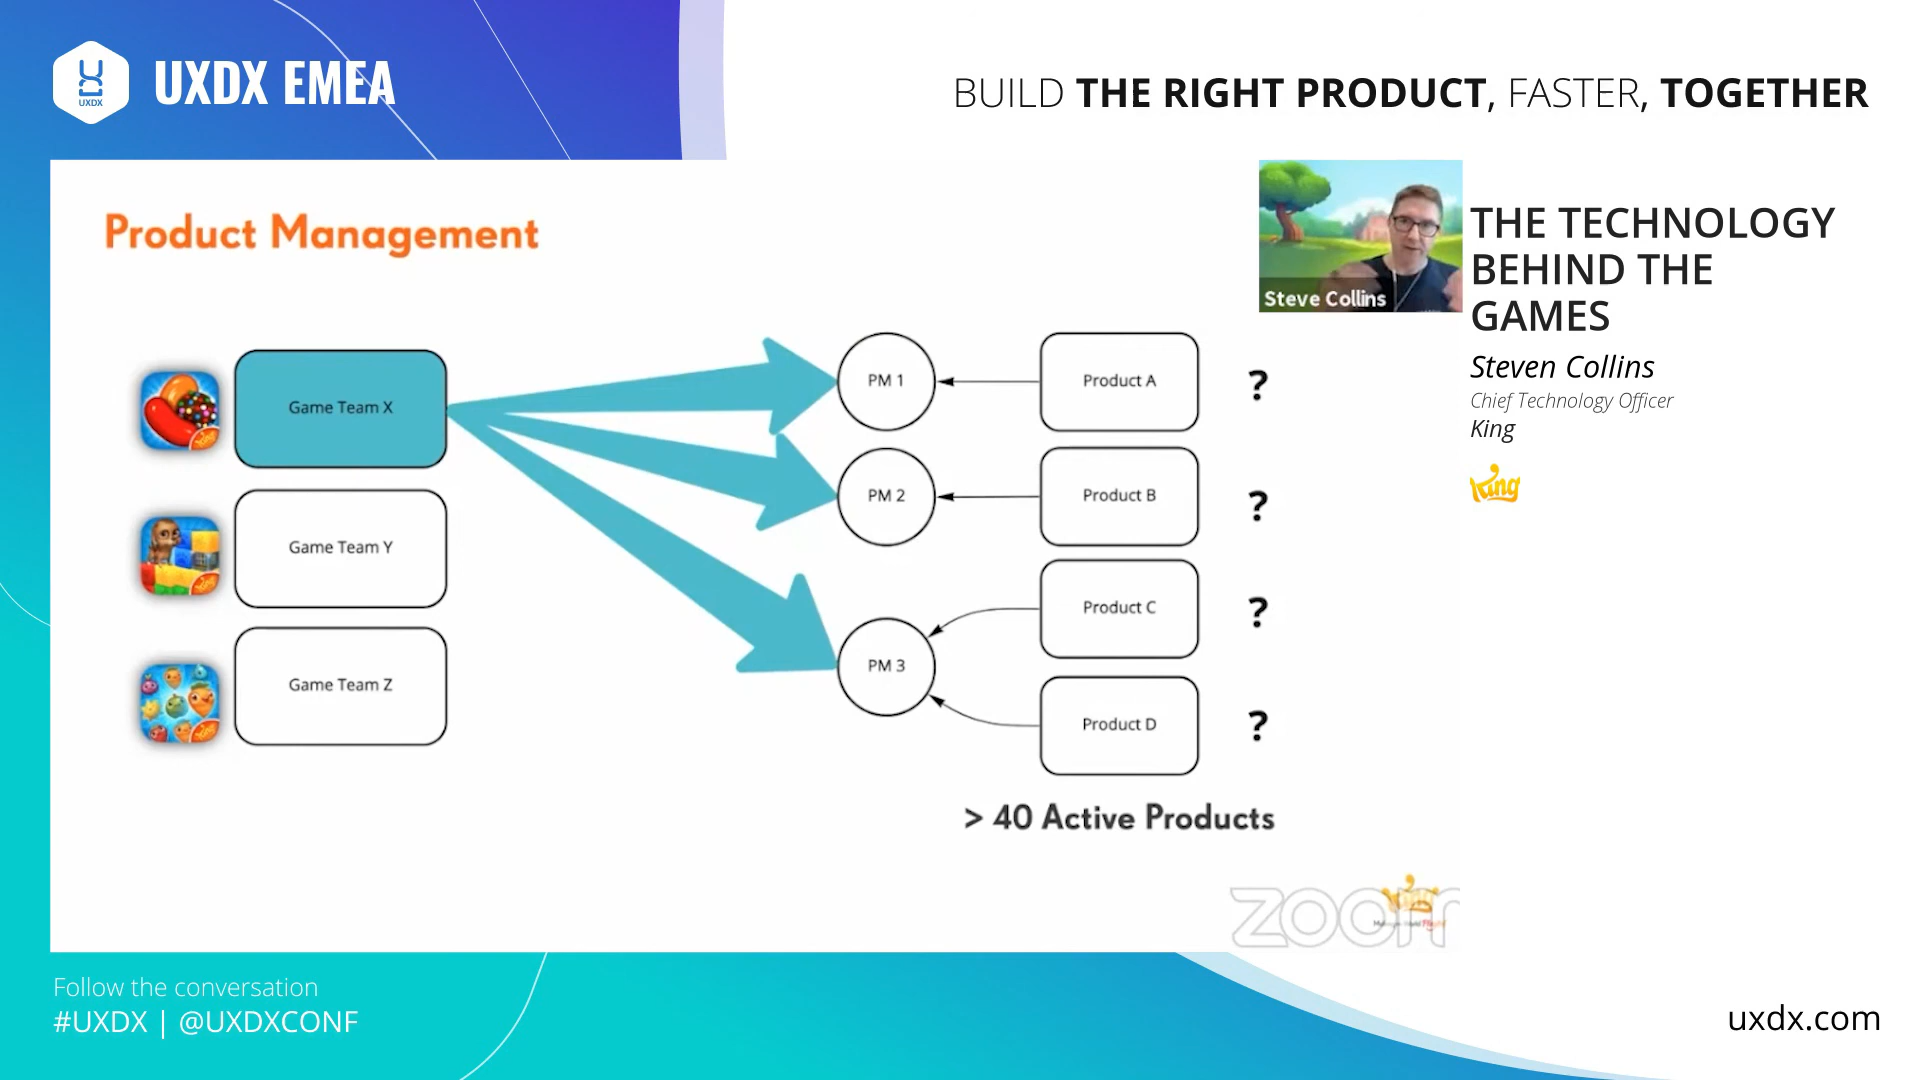 UXDX
UXDX EMEA
BUILD THE RIGHT PRODUCT, FASTER, TOGETHER
Product Management
Steve Collins
THE TECHNOLOGY
BEHIND THE
GAMES
Steven Collins
Chief Technology Officer
King
King
Game Team X
Game Team Y
Game Team Z
PM 1
PM 2
PM 3
Product A
?
Product B
?
Product C
?
Product D
?
> 40 Active Products
zoom
Follow the conversation
#UXDX | @UXDXCONF
uxdx.com